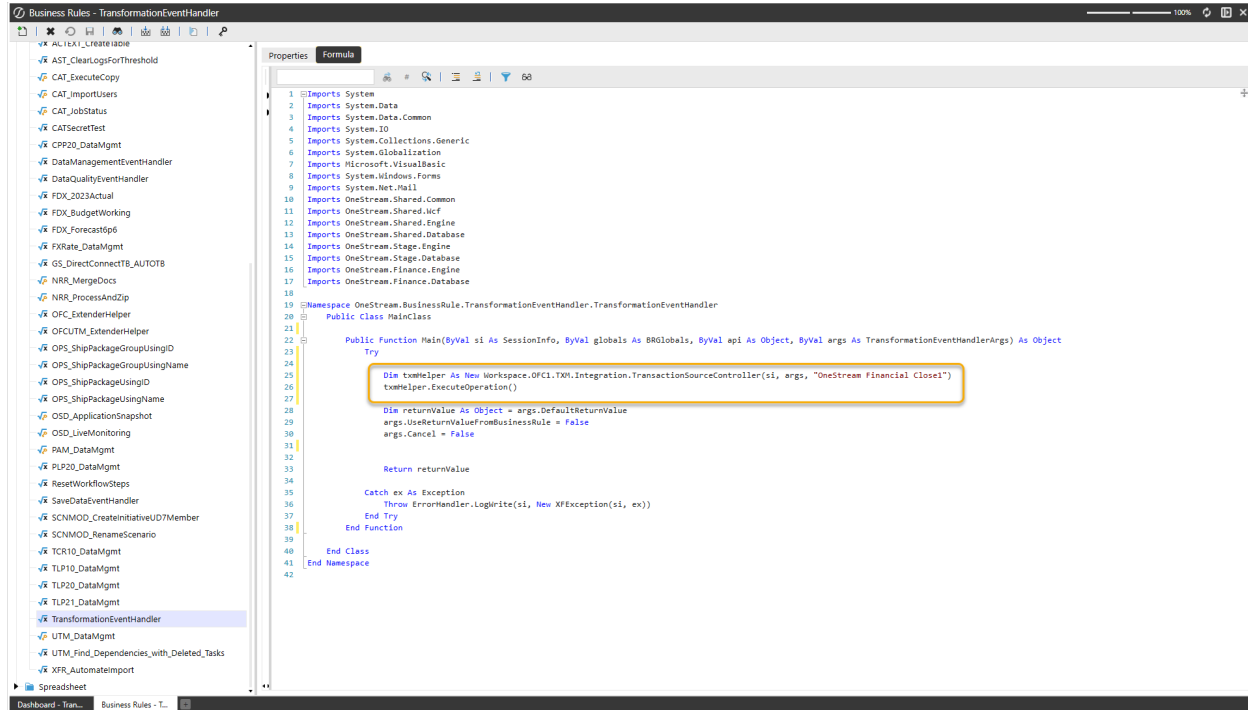 Business Rules - TransformationEventHandler
100%
ACTEXT_CreateTable
AST_ClearLogsForThreshold
CAT_ExecuteCopy
CAT_ImportUsers
CAT_JobStatus
CATSecretTest
CPP20_DataMgmt
DataManagementEventHandler
DataQualityEventHandler
FDX_2023Actual
FDX_BudgetWorking
FDX_Forecast6p6
FXRate_DataMgmt
GS_DirectConnectTB_AUTOTB
NRR_MergeDocs
NRR_ProcessAndZip
OFC_ExtenderHelper
OFCUTM_ExtenderHelper
OPS_ShipPackageGroupUsingID
OPS_ShipPackageGroupUsingName
OPS_ShipPackageUsingID
OPS_ShipPackageUsingName
OSD_ApplicationSnapshot
OSD_LiveMonitoring
PAM_DataMgmt
PLP20_DataMgmt
ResetWorkflowSteps
SaveDataEventHandler
SCNMOD_CreateInitiativeUD7Member
SCNMOD_RenameScenario
TCR10_DataMgmt
TLP10_DataMgmt
TLP20_DataMgmt
TLP21_DataMgmt
TransformationEventHandler
UTM_DataMgmt
UTM_Find_Dependencies_with_Deleted_Tasks
XFR_AutomateImport
Spreadsheet
Properties Formula
1 Imports System
2 Imports System.Data
3 Imports System.Data.Common
4 Imports System.IO
5 Imports System.Collections.Generic
6 Imports System.Globalization
7 Imports Microsoft.VisualBasic
8 Imports System.Windows.Forms
9 Imports System.Net.Mail
10 Imports OneStream.Shared.Common
11 Imports OneStream.Shared.Wcf
12 Imports OneStream.Shared.Engine
13 Imports OneStream.Shared.Database
14 Imports OneStream.Stage.Engine
15 Imports OneStream.Stage.Database
16 Imports OneStream.Finance.Engine
17 Imports OneStream.Finance.Database
18
19 Namespace OneStream.BusinessRule.TransformationEventHandler.TransformationEventHandler
20 Public Class MainClass
21
22 Public Function Main(ByVal si As SessionInfo, ByVal globals As BRGlobals, ByVal api As Object, ByVal args As TransformationEventHandlerArgs) As Object
23 Try
24
25 Dim txmHelper As New Workspace.OFC1.TXM.Integration.TransactionSourceController(si, args, "OneStream Financial Close1")
26 txmHelper.ExecuteOperation()
27
28 Dim returnValue As Object = args.DefaultReturnValue
29 args.UseReturnValueFromBusinessRule = False
30 args.Cancel = False
31
32
33 Return returnValue
34
35 Catch ex As Exception
36 Throw ErrorHandler.LogWrite(si, New XFException(si, ex))
37 End Try
38 End Function
39
40 End Class
41 End Namespace
42
Dashboard - Tran... Business Rules - T...